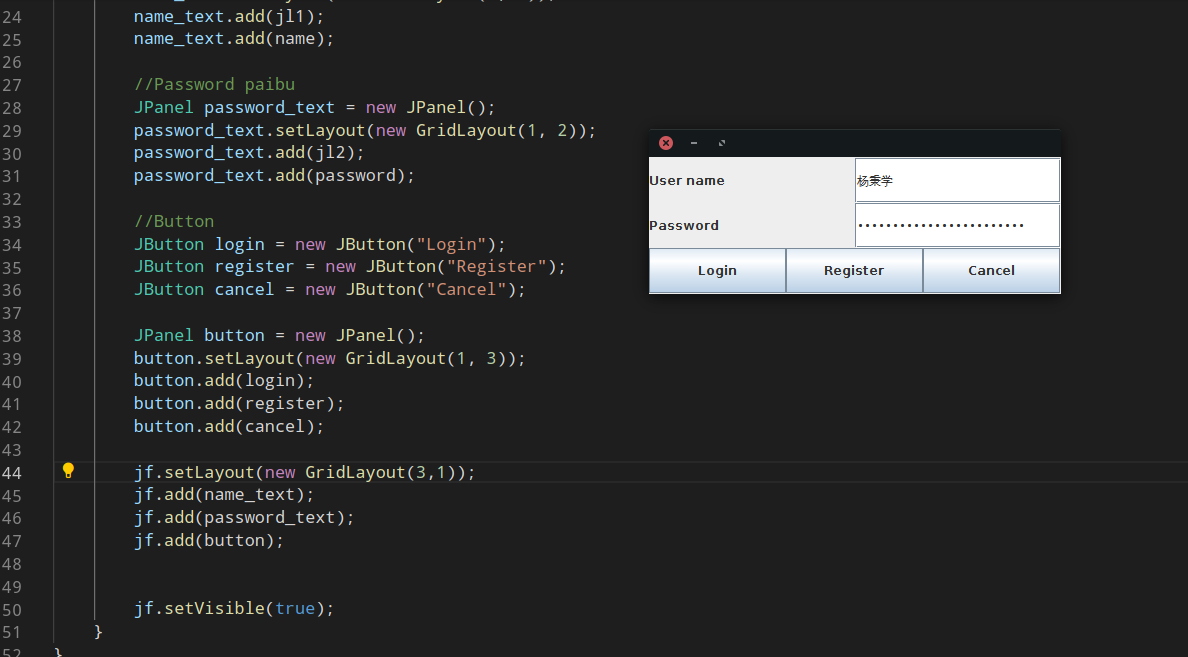 24 name_text.add(jl1);
25 name_text.add(name);
26
27 //Password paibu
28 JPanel password_text = new JPanel();
29 password_text.setLayout(new GridLayout(1, 2));
30 password_text.add(jl2);
31 password_text.add(password);
32
33 //Button
34 JButton login = new JButton("Login");
35 JButton register = new JButton("Register");
36 JButton cancel = new JButton("Cancel");
37
38 JPanel button = new JPanel();
39 button.setLayout(new GridLayout(1, 3));
40 button.add(login);
41 button.add(register);
42 button.add(cancel);
43
44 jf.setLayout(new GridLayout(3,1));
45 jf.add(name_text);
46 jf.add(password_text);
47 jf.add(button);
48
49
50 jf.setVisible(true);
51 }
52 }
User name 杨秉学
Password
Login Register Cancel